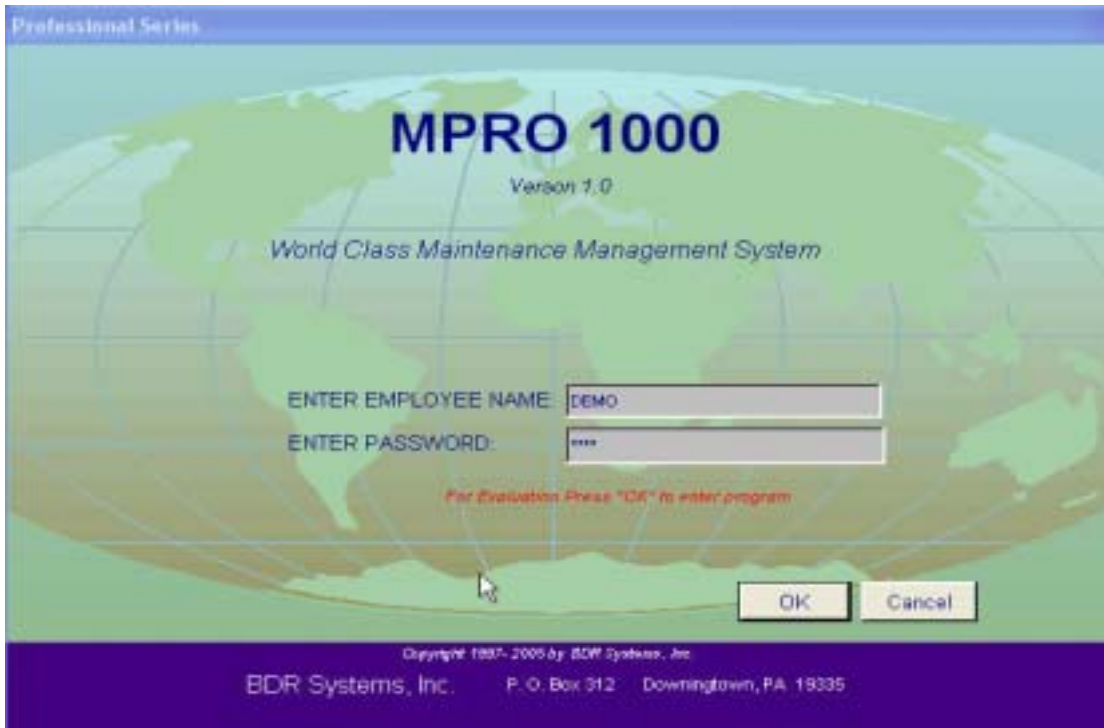 Professional Series
MPRO 1000
Verson 1.0
World Class Maintenance Management System
ENTER EMPLOYEE NAME: DEMO
ENTER PASSWORD: ****
For Evaluation Press "OK" to enter program
OK Cancel
Copyright 1997-2005 by BDR Systems, Inc.
BDR Systems, Inc. P. O. Box 312 Downingtown, PA 19335